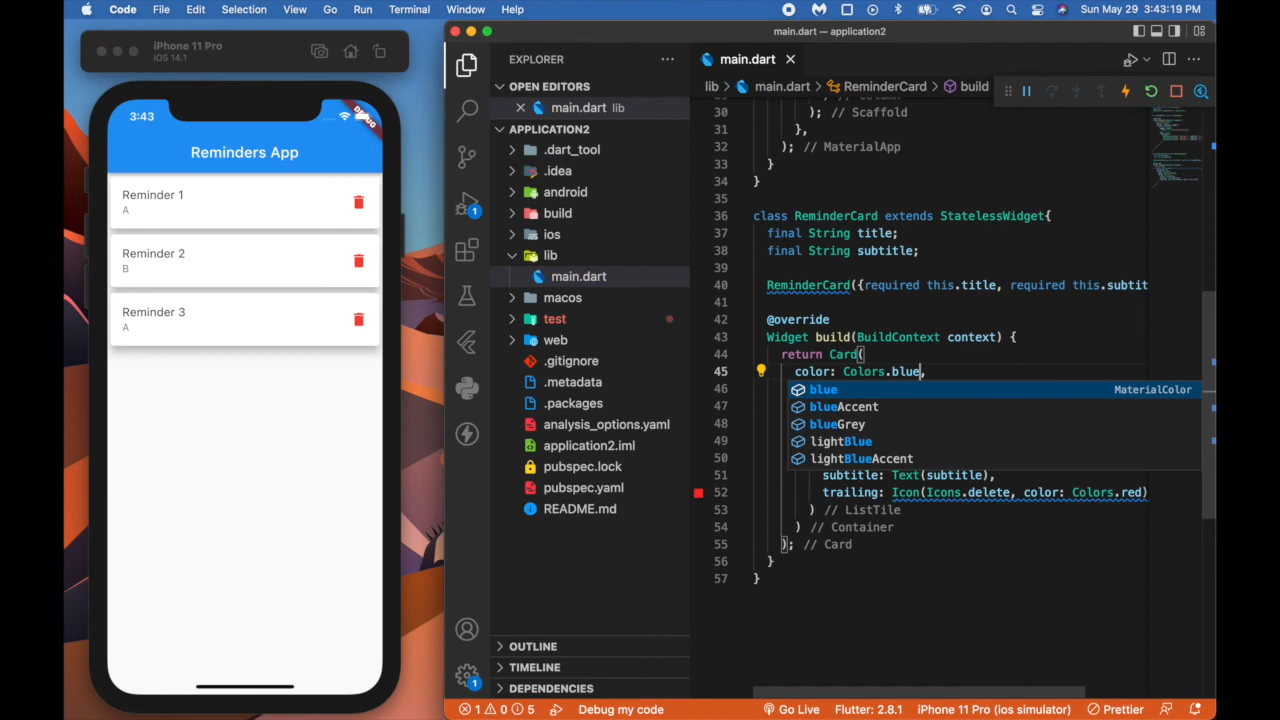 Code File Edit Selection View Go Run Terminal Window Help Sun May 29 3:43:19 PM
iPhone 11 Pro
iOS 14.1
3:43
DEBUG
Reminders App
Reminder 1
A
Reminder 2
B
Reminder 3
A
main.dart — application2
EXPLORER
OPEN EDITORS
main.dart lib
APPLICATION2
.dart_tool
.idea
android
build
ios
lib
main.dart
macos
test
web
.gitignore
.metadata
.packages
analysis_options.yaml
application2.iml
pubspec.lock
pubspec.yaml
README.md
OUTLINE
TIMELINE
DEPENDENCIES
1
1
main.dart
lib > main.dart > ReminderCard > build
30 ); // Scaffold
31 },
32 ); // MaterialApp
33 }
34 }
35
36 class ReminderCard extends StatelessWidget{
37 final String title;
38 final String subtitle;
39
40 ReminderCard({required this.title, required this.subtit
41
42 @override
43 Widget build(BuildContext context) {
44 return Card(
45 color: Colors.blue,
46
47
48
49
50
51 subtitle: Text(subtitle),
52 trailing: Icon(Icons.delete, color: Colors.red)
53 ) // ListTile
54 ) // Container
55 ); // Card
56 }
57 }
blue MaterialColor
blueAccent
blueGrey
lightBlue
lightBlueAccent
1 0 5 Debug my code Go Live Flutter: 2.8.1 iPhone 11 Pro (ios simulator) Prettier